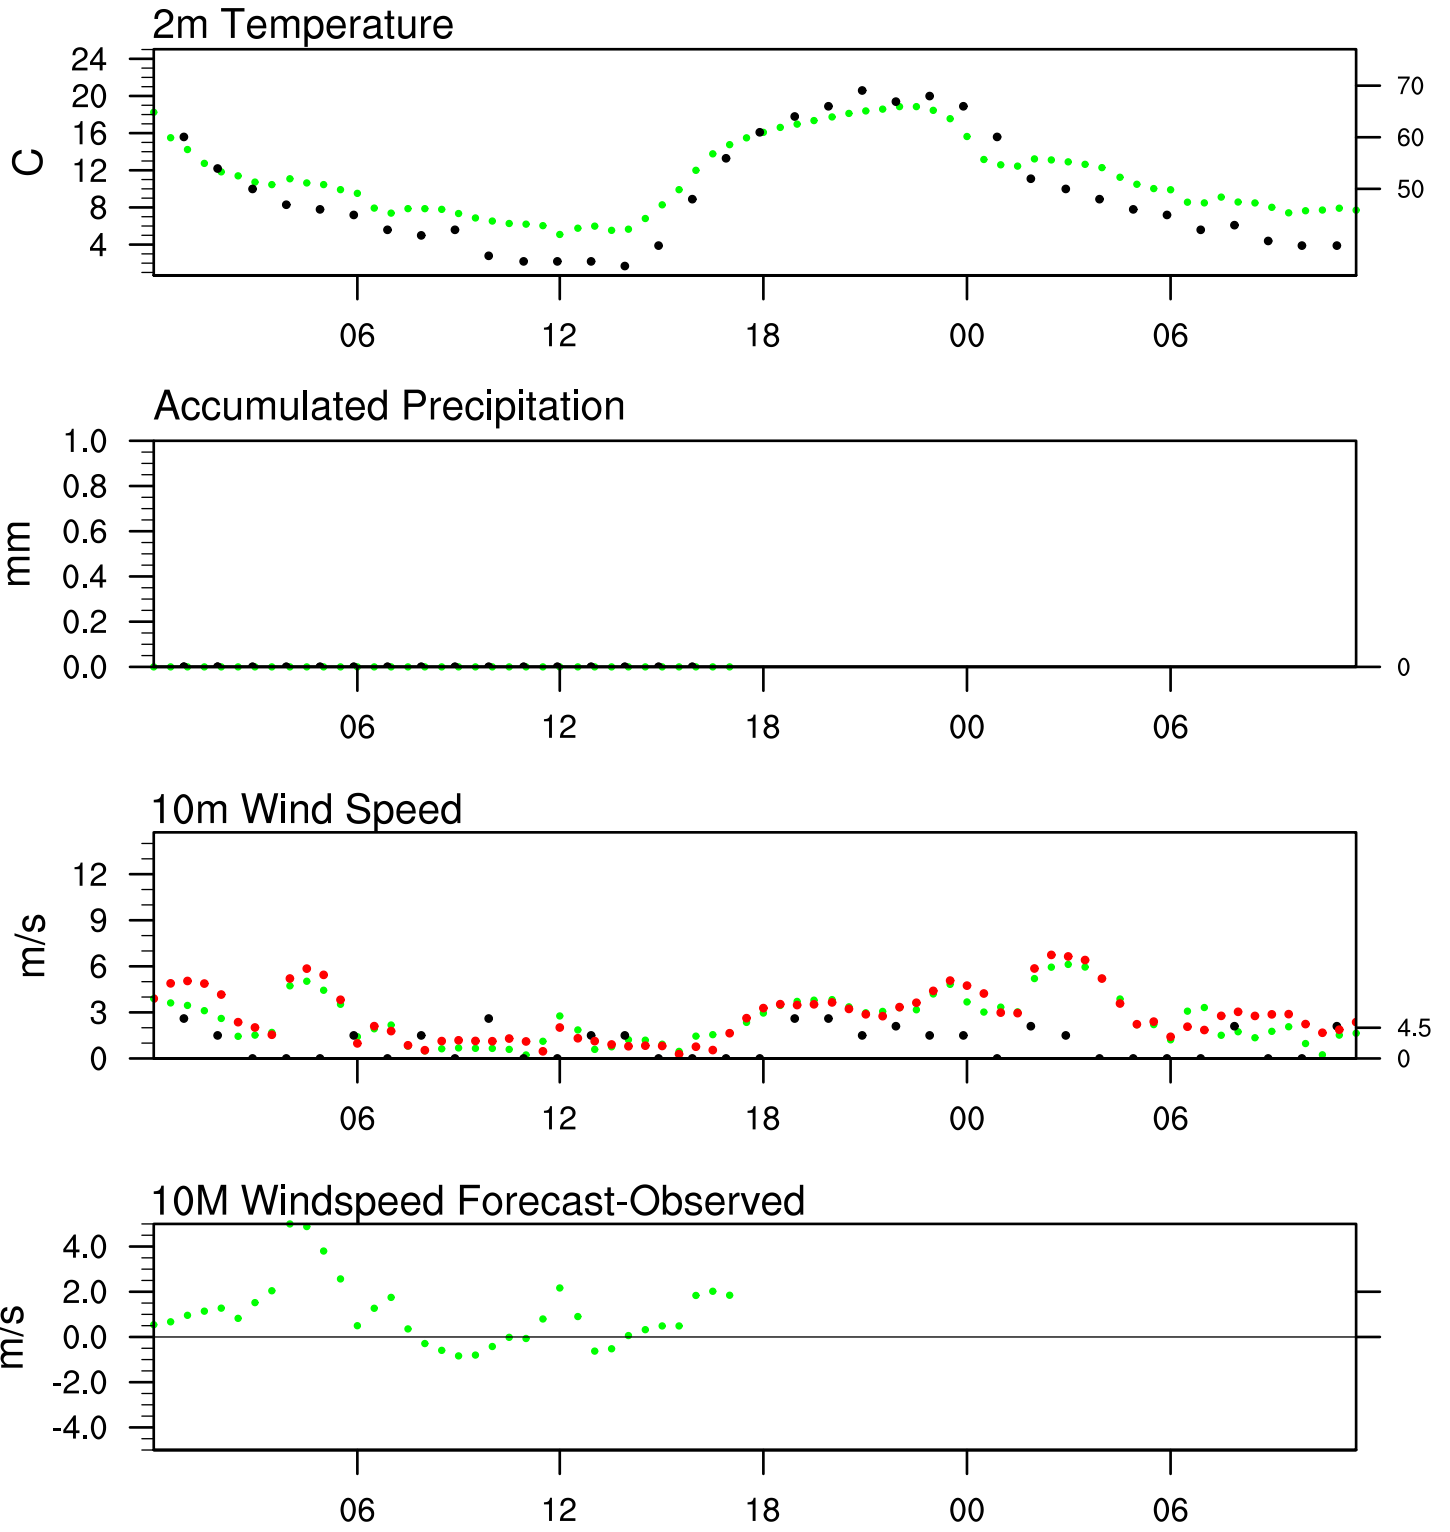 2m Temperature
24
20
16
12
8
4
C
70
60
50
06 12 18 00 06
Accumulated Precipitation
1.0
0.8
0.6
0.4
0.2
0.0
mm
0
06 12 18 00 06
10m Wind Speed
12
9
6
3
0
m/s
4.5
0
06 12 18 00 06
10M Windspeed Forecast-Observed
4.0
2.0
0.0
-2.0
-4.0
m/s
06 12 18 00 06